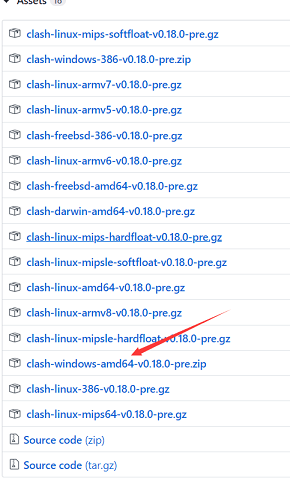 Assets 18
clash-linux-mips-softfloat-v0.18.0-pre.gz
clash-windows-386-v0.18.0-pre.zip
clash-linux-armv7-v0.18.0-pre.gz
clash-linux-armv5-v0.18.0-pre.gz
clash-freebsd-386-v0.18.0-pre.gz
clash-linux-armv6-v0.18.0-pre.gz
clash-freebsd-amd64-v0.18.0-pre.gz
clash-darwin-amd64-v0.18.0-pre.gz
clash-linux-mips-hardfloat-v0.18.0-pre.gz
clash-linux-mipsle-softfloat-v0.18.0-pre.gz
clash-linux-amd64-v0.18.0-pre.gz
clash-linux-armv8-v0.18.0-pre.gz
clash-linux-mipsle-hardfloat-v0.18.0-pre.gz
clash-windows-amd64-v0.18.0-pre.zip
clash-linux-386-v0.18.0-pre.gz
clash-linux-mips64-v0.18.0-pre.gz
Source code (zip)
Source code (tar.gz)